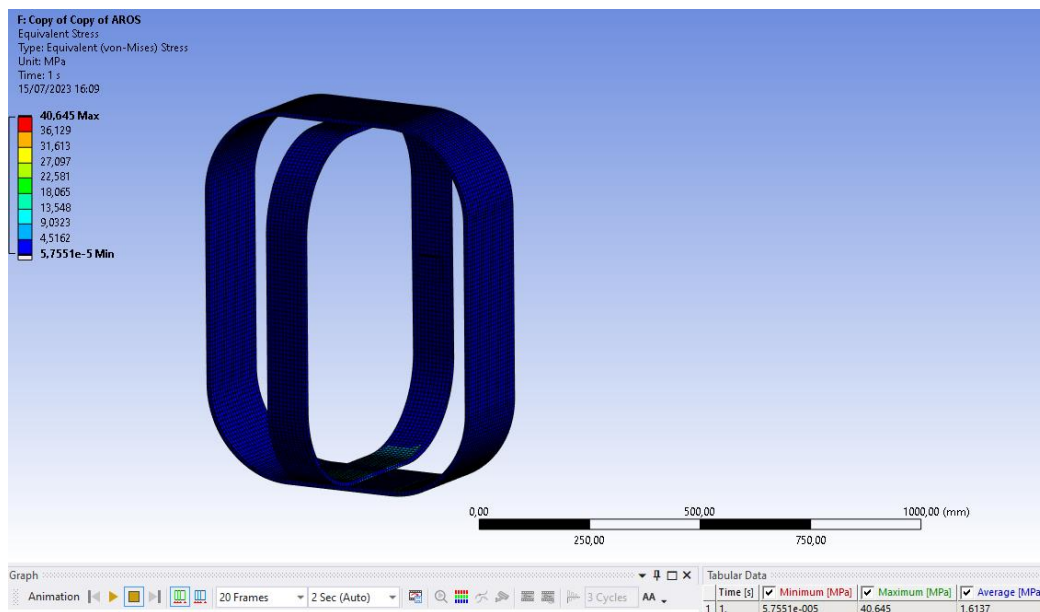 F: Copy of Copy of AROS
Equivalent Stress
Type: Equivalent (von-Mises) Stress
Unit: MPa
Time: 1 s
15/07/2023 16:09
40,645 Max
36,129
31,613
27,097
22,581
18,065
13,548
9,0323
4,5162
5,7551e-5 Min
0,00 500,00 1000,00 (mm)
250,00 750,00
Graph
Animation 20 Frames 2 Sec (Auto) 3 Cycles AA
Tabular Data
Time [s] Minimum [MPa] Maximum [MPa] Average [MPa
1 1, 5,7551e-005 40,645 1,6137